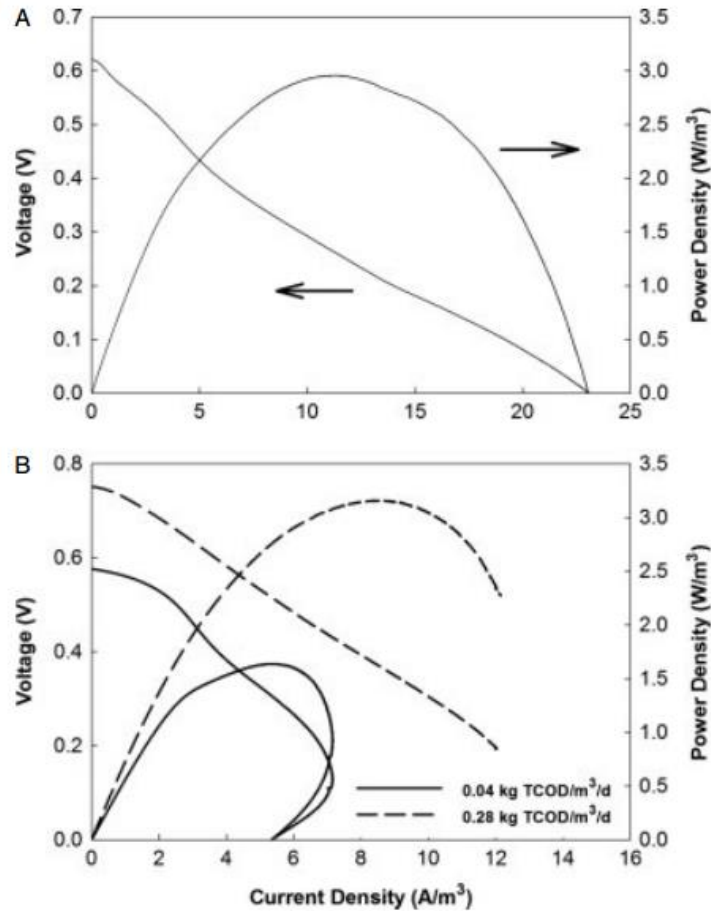 A
Voltage (V)
0.7
0.6
0.5
0.4
0.3
0.2
0.1
0.0
3.5
3.0
2.5
2.0
1.5
1.0
0.5
0.0
Power Density (W/m³)
0 5 10 15 20 25
B
Voltage (V)
0.8
0.6
0.4
0.2
0.0
3.5
3.0
2.5
2.0
1.5
1.0
0.5
0.0
Power Density (W/m³)
0.04 kg TCOD/m³/d
0.28 kg TCOD/m³/d
0 2 4 6 8 10 12 14 16
Current Density (A/m³)